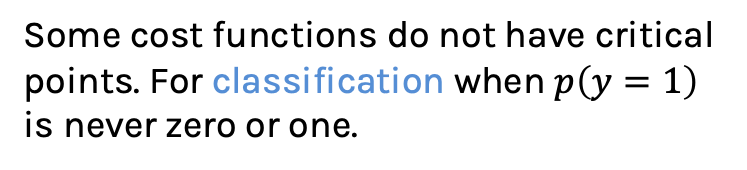 Some cost functions do not have critical
points. For classification when p(y = 1)
is never zero or one.